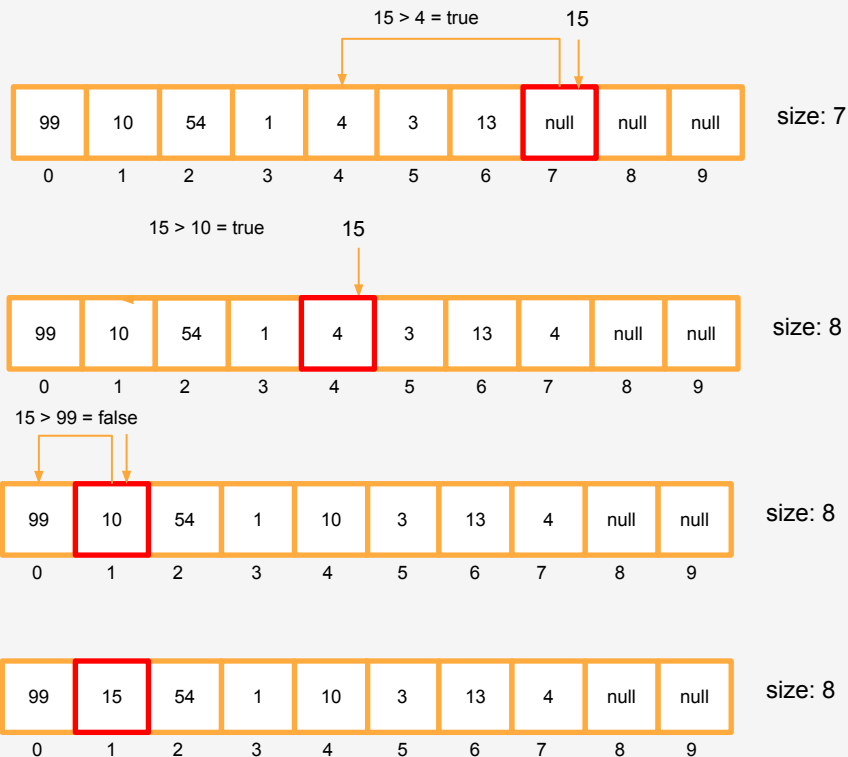 15 > 4 = true 15
99 10 54 1 4 3 13 null null null size: 7
0 1 2 3 4 5 6 7 8 9
15 > 10 = true 15
99 10 54 1 4 3 13 4 null null size: 8
0 1 2 3 4 5 6 7 8 9
15 > 99 = false
99 10 54 1 10 3 13 4 null null size: 8
0 1 2 3 4 5 6 7 8 9
99 15 54 1 10 3 13 4 null null size: 8
0 1 2 3 4 5 6 7 8 9